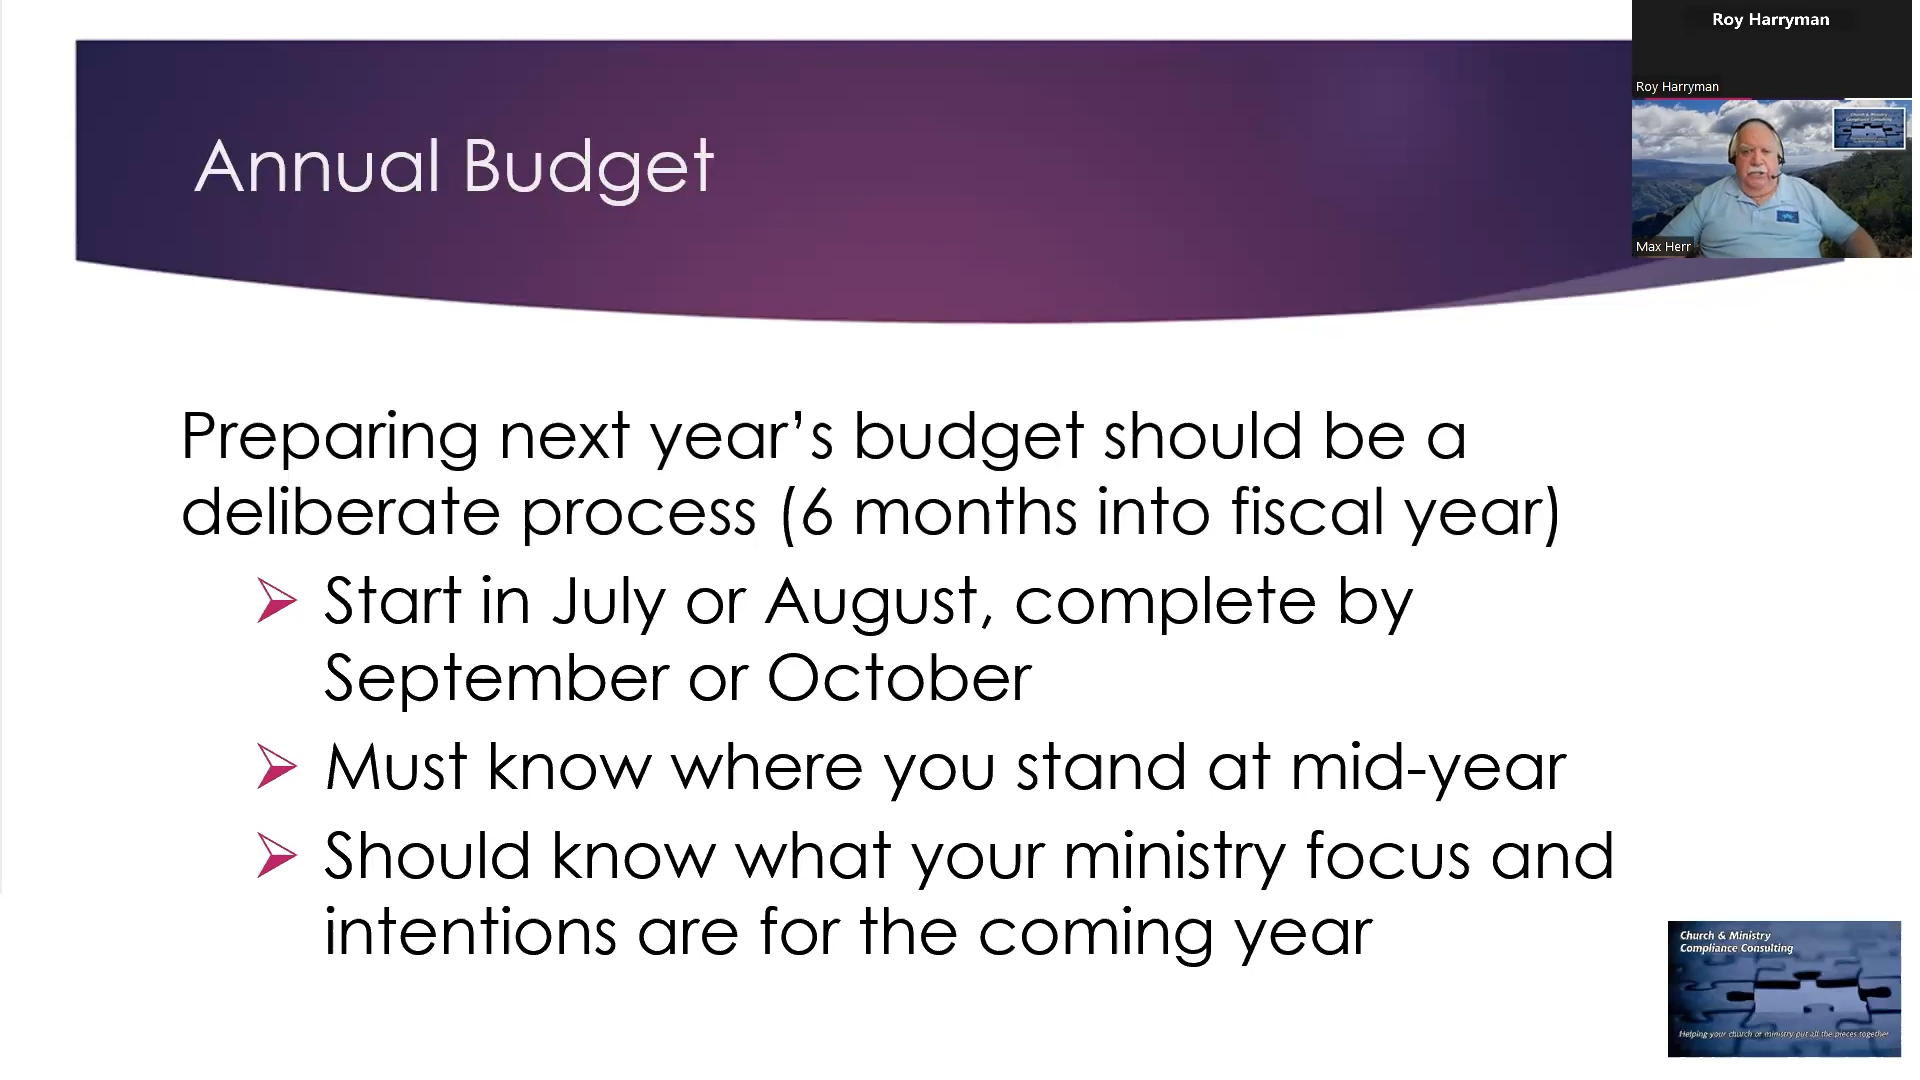 Roy Harryman
Roy Harryman
Max Herr
Annual Budget
Preparing next year’s budget should be a
deliberate process (6 months into fiscal year)
Start in July or August, complete by
September or October
Must know where you stand at mid-year
Should know what your ministry focus and
intentions are for the coming year
Church & Ministry
Compliance Consulting
Helping your church or ministry put all the pieces together